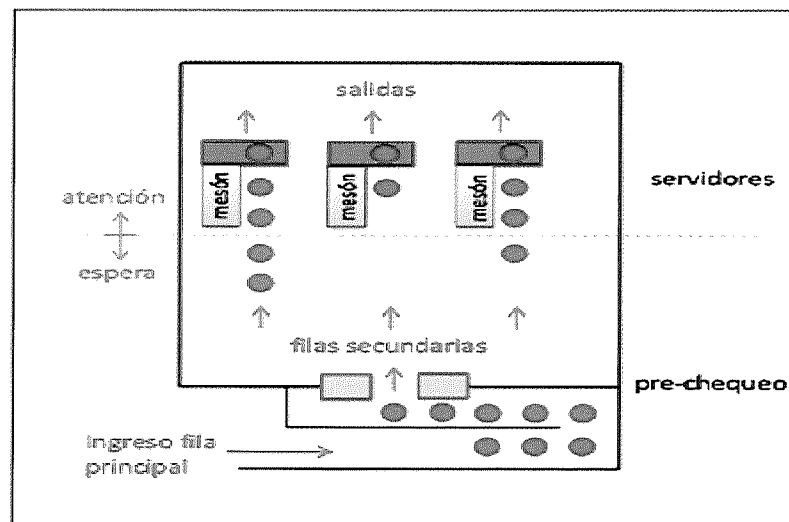 salidas
mesón
mesón
mesón
servidores
atención
espera
filas secundarias
pre-chequeo
Ingreso fila
principal